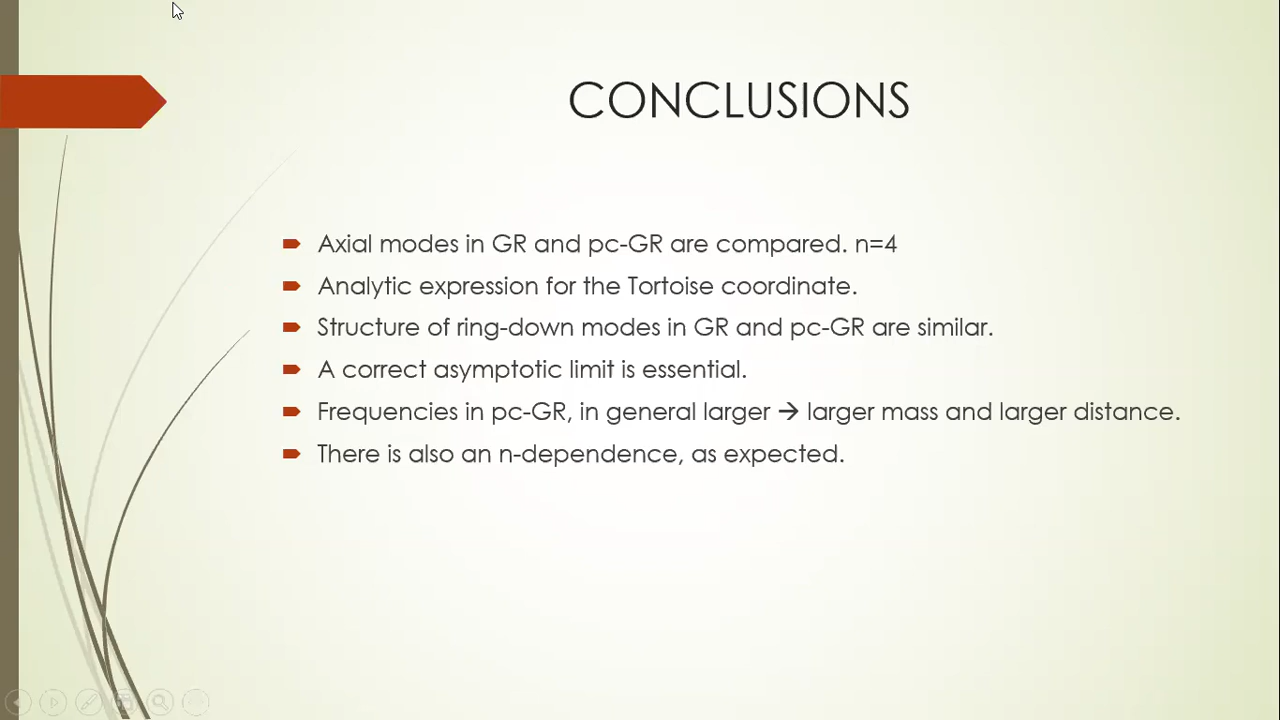 CONCLUSIONS
Axial modes in GR and pc-GR are compared. n=4
Analytic expression for the Tortoise coordinate.
Structure of ring-down modes in GR and pc-GR are similar.
A correct asymptotic limit is essential.
Frequencies in pc-GR, in general larger → larger mass and larger distance.
There is also an n-dependence, as expected.